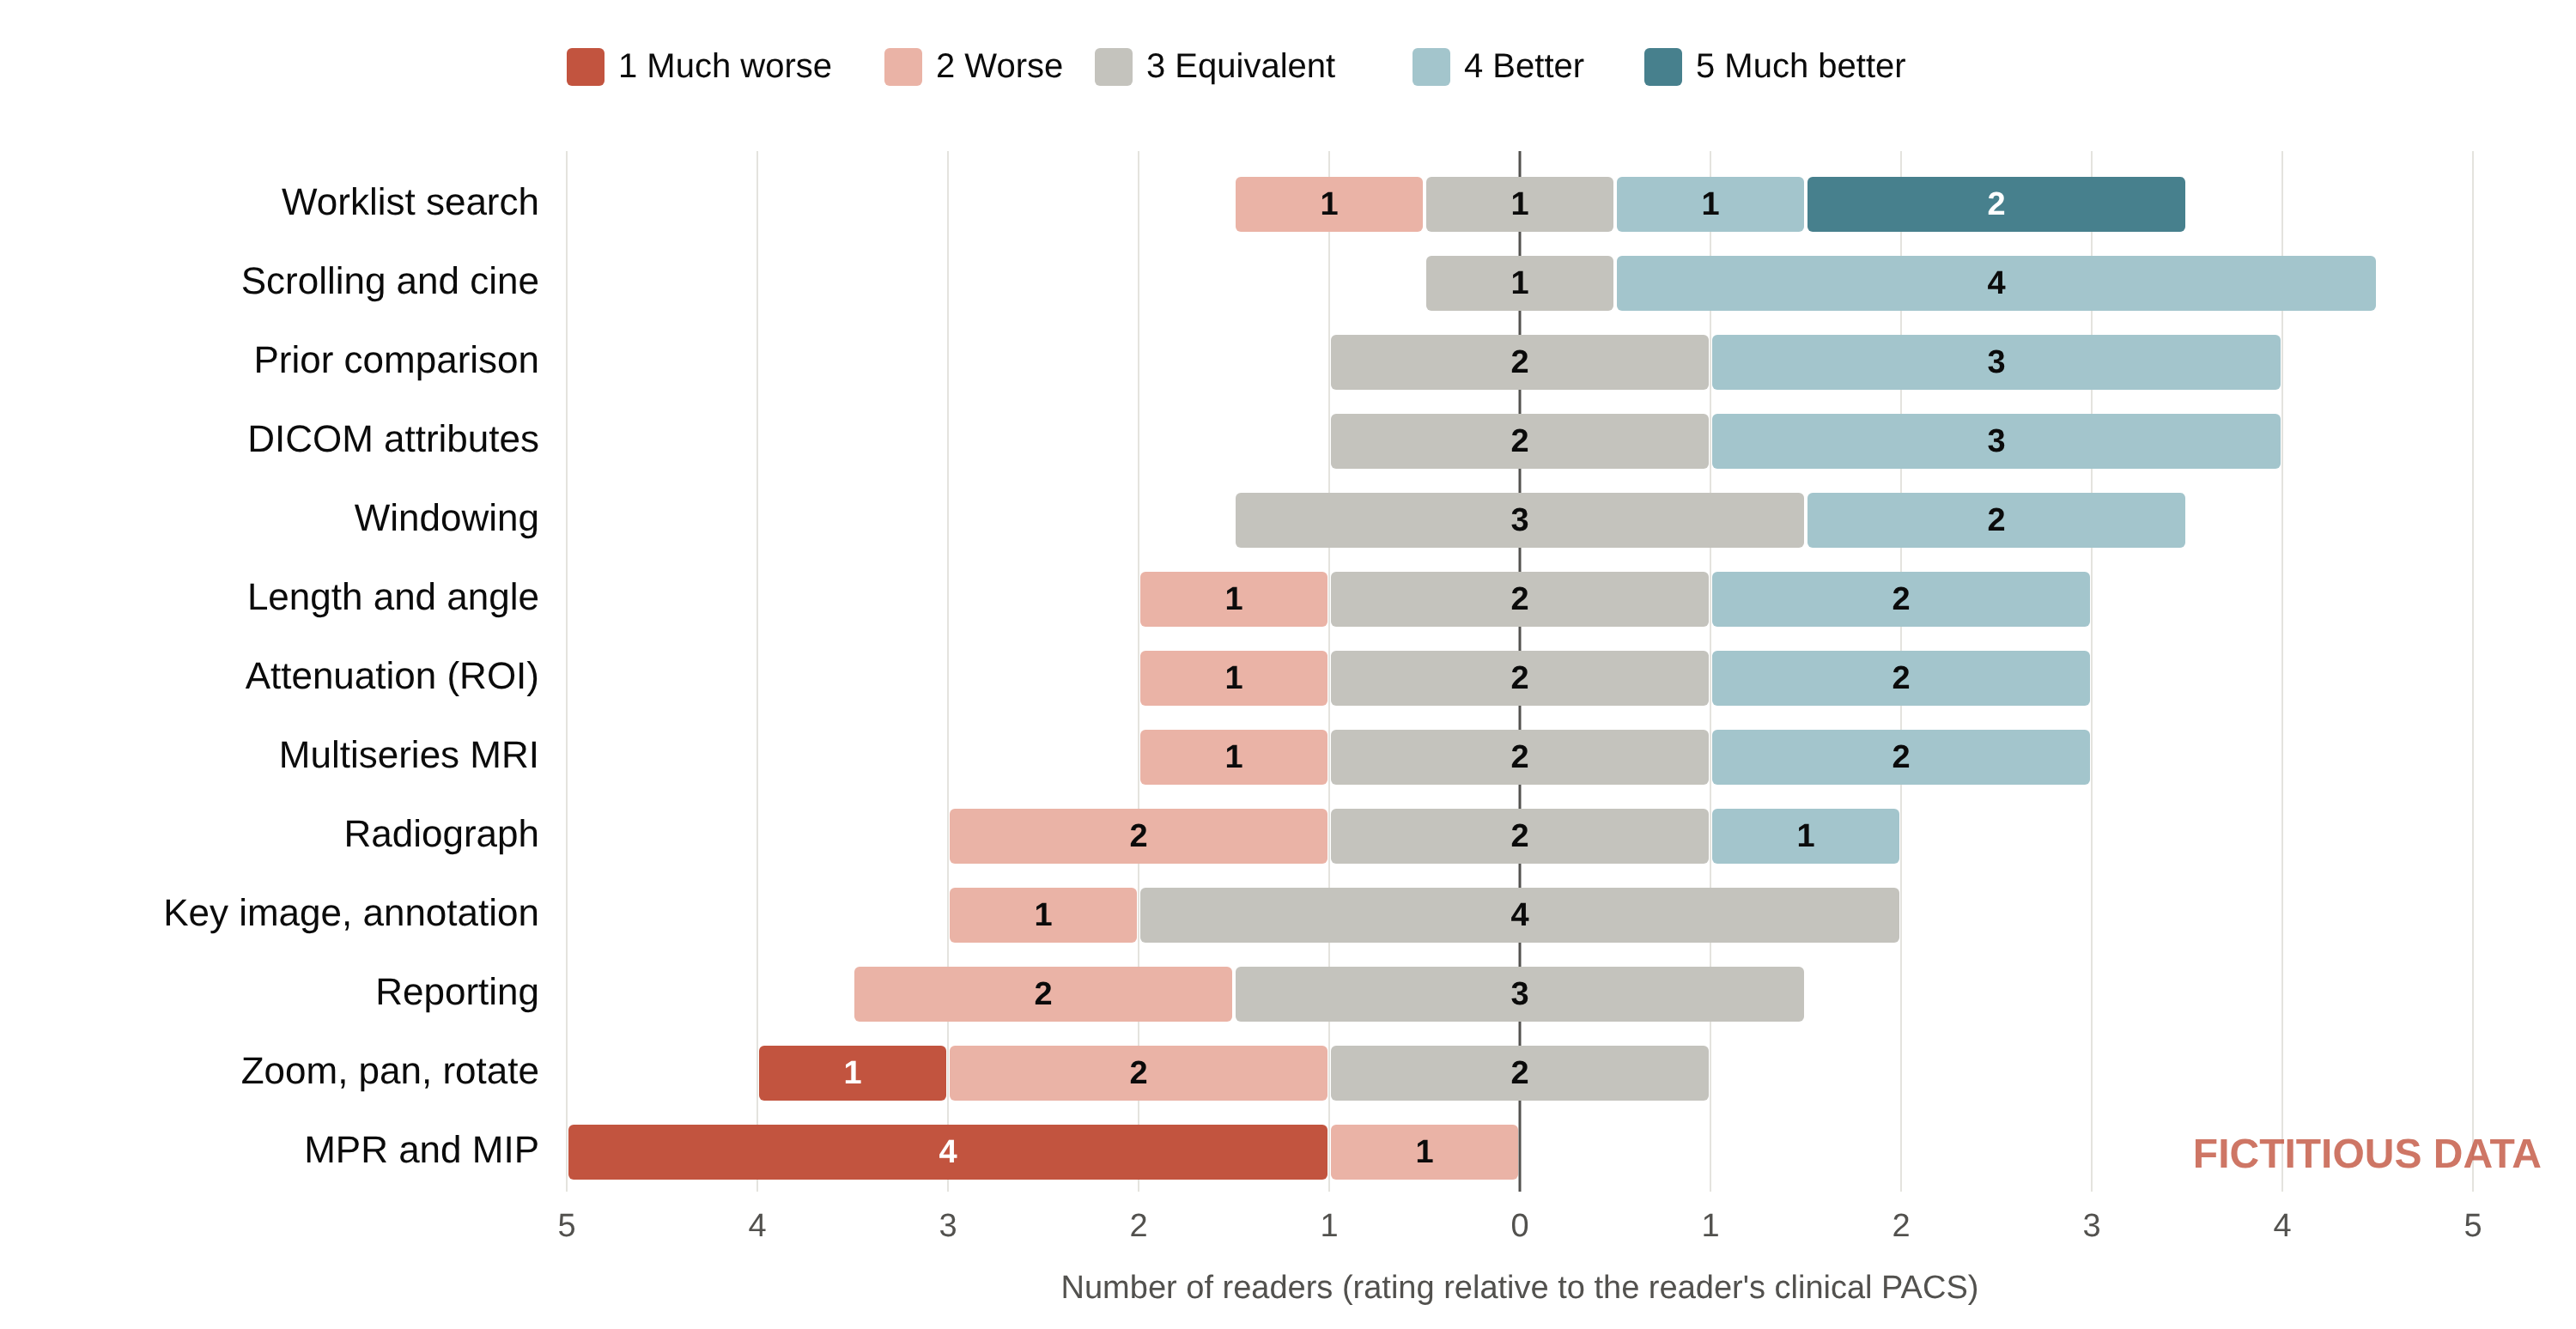 1 Much worse 2 Worse 3 Equivalent 4 Better 5 Much better
Worklist search 1 1 1 2
Scrolling and cine 1 4
Prior comparison 2 3
DICOM attributes 2 3
Windowing 3 2
Length and angle 1 2 2
Attenuation (ROI) 1 2 2
Multiseries MRI 1 2 2
Radiograph 2 2 1
Key image, annotation 1 4
Reporting 2 3
Zoom, pan, rotate 1 2 2
MPR and MIP 4 1 FICTITIOUS DATA
5 4 3 2 1 0 1 2 3 4 5
Number of readers (rating relative to the reader's clinical PACS)